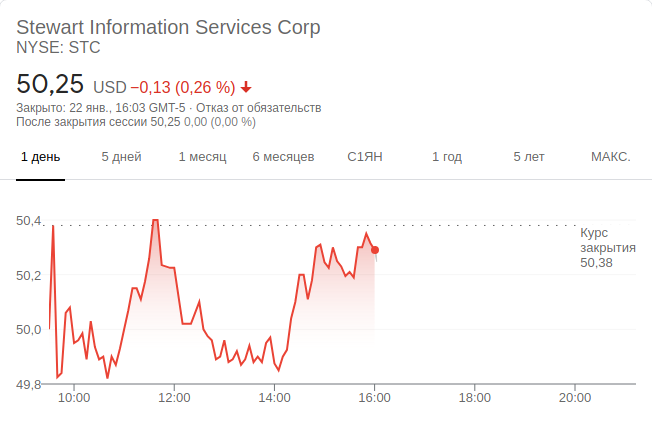 Stewart Information Services Corp
NYSE: STC
50,25 USD −0,13 (0,26 %)
Закрыто: 22 янв., 16:03 GMT-5 · Отказ от обязательств
После закрытия сессии 50,25 0,00 (0,00 %)
1 день 5 дней 1 месяц 6 месяцев С1ЯН 1 год 5 лет МАКС.
50,4
Курс
закрытия
50,38
50,2
50,0
49,8
10:00 12:00 14:00 16:00 18:00 20:00